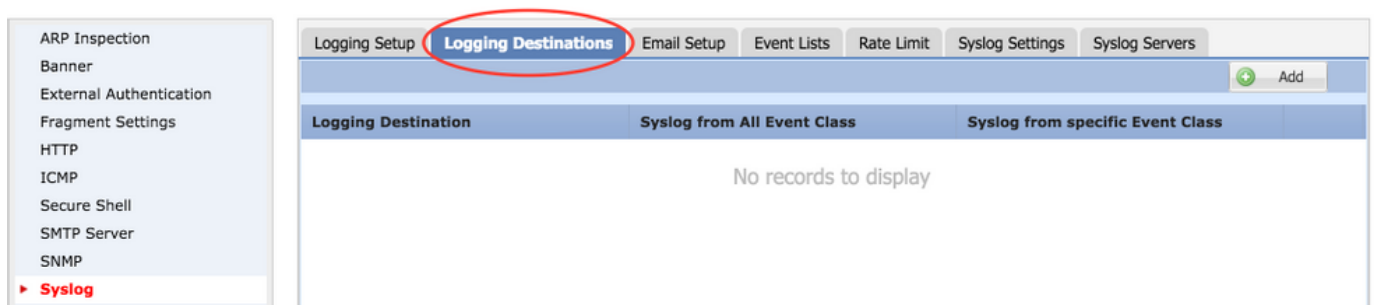 ARP Inspection
Banner
External Authentication
Fragment Settings
HTTP
ICMP
Secure Shell
SMTP Server
SNMP
Syslog
Logging Setup Logging Destinations Email Setup Event Lists Rate Limit Syslog Settings Syslog Servers
Add
Logging Destination Syslog from All Event Class Syslog from specific Event Class
No records to display